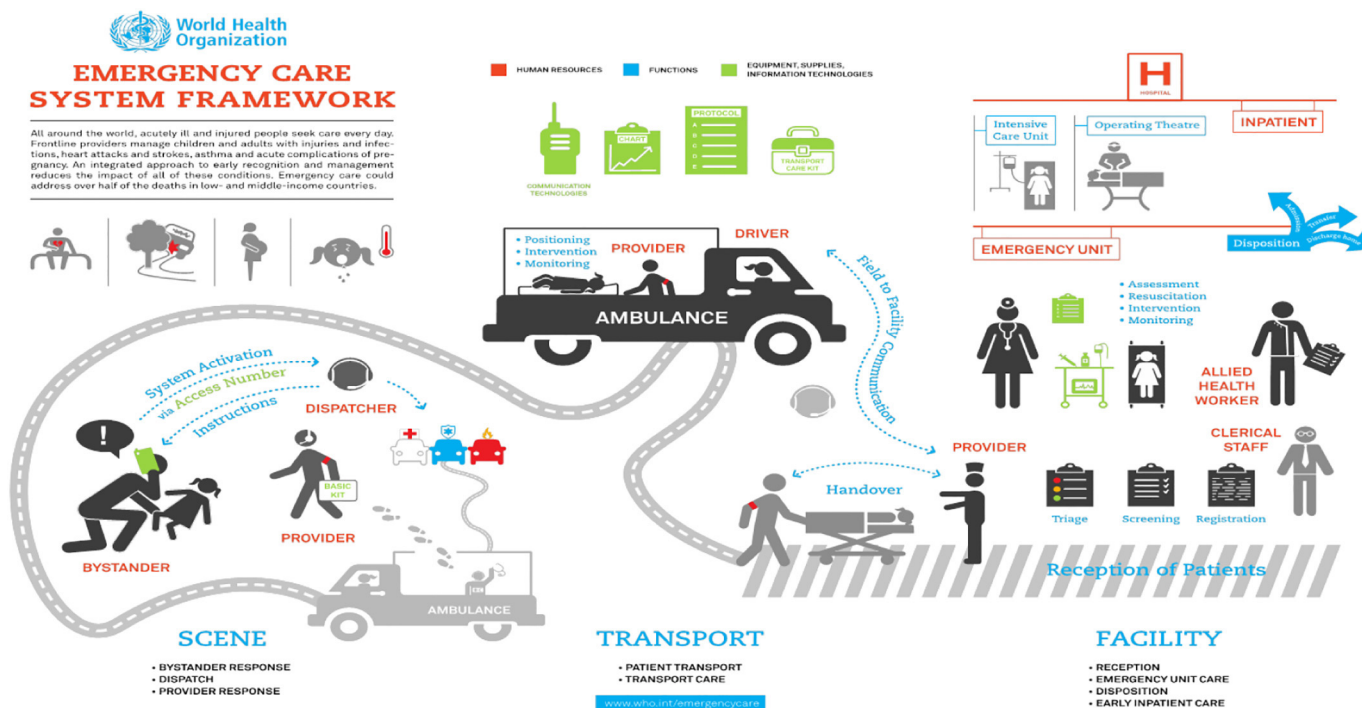 World Health
Organization
EMERGENCY CARE
SYSTEM FRAMEWORK
All around the world, acutely ill and injured people seek care every day.
Frontline providers manage children and adults with injuries and infec-
tions, heart attacks and strokes, asthma and acute complications of pre-
gnancy. An integrated approach to early recognition and management
reduces the impact of all of these conditions. Emergency care could
address over half of the deaths in low- and middle-income countries.
HUMAN RESOURCES
FUNCTIONS
EQUIPMENT, SUPPLIES,
INFORMATION TECHNOLOGIES
COMMUNICATION
TECHNOLOGIES
CHART
PROTOCOL
A
B
C
D
E
TRANSPORT
CARE KIT
• Positioning
• Intervention
• Monitoring
PROVIDER
DRIVER
AMBULANCE
Field to Facility Communication
System Activation
via Access Number
Instructions
DISPATCHER
!
BASIC
KIT
BYSTANDER
PROVIDER
AMBULANCE
Handover
PROVIDER
H
HOSPITAL
INPATIENT
Intensive
Care Unit
Operating Theatre
EMERGENCY UNIT
Disposition
Admission
Transfer
Discharge home
• Assessment
• Resuscitation
• Intervention
• Monitoring
ALLIED
HEALTH
WORKER
CLERICAL
STAFF
Triage
Screening
Registration
Reception of Patients
SCENE
• BYSTANDER RESPONSE
• DISPATCH
• PROVIDER RESPONSE
TRANSPORT
• PATIENT TRANSPORT
• TRANSPORT CARE
www.who.int/emergencycare
FACILITY
• RECEPTION
• EMERGENCY UNIT CARE
• DISPOSITION
• EARLY INPATIENT CARE